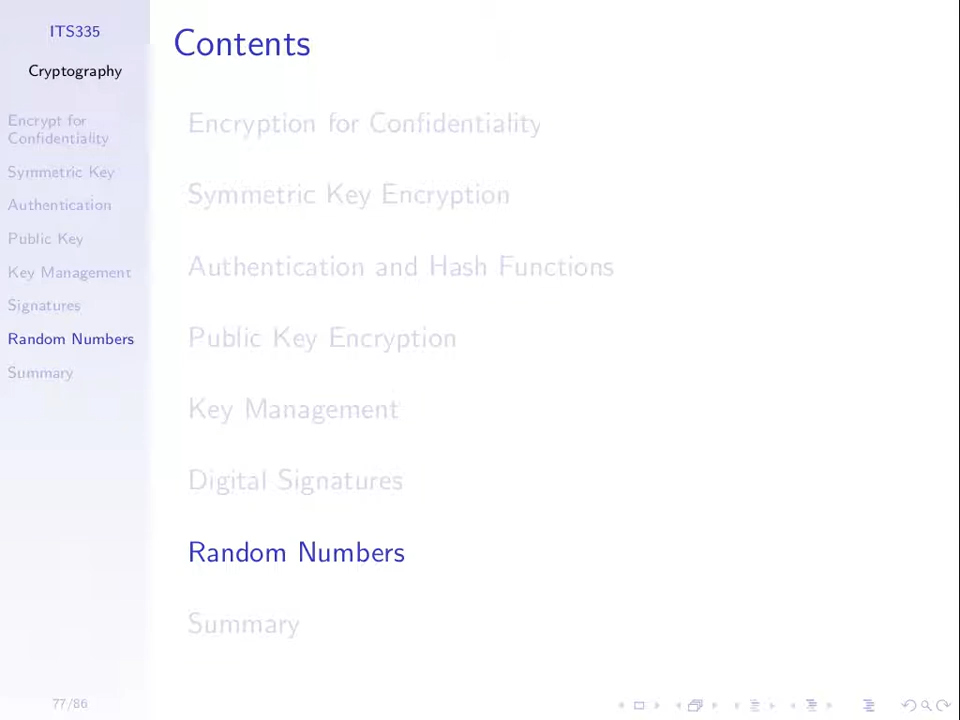 ITS335
Cryptography
Encrypt for
Confidentiality
Symmetric Key
Authentication
Public Key
Key Management
Signatures
Random Numbers
Summary
77/86
Contents
Encryption for Confidentiality
Symmetric Key Encryption
Authentication and Hash Functions
Public Key Encryption
Key Management
Digital Signatures
Random Numbers
Summary